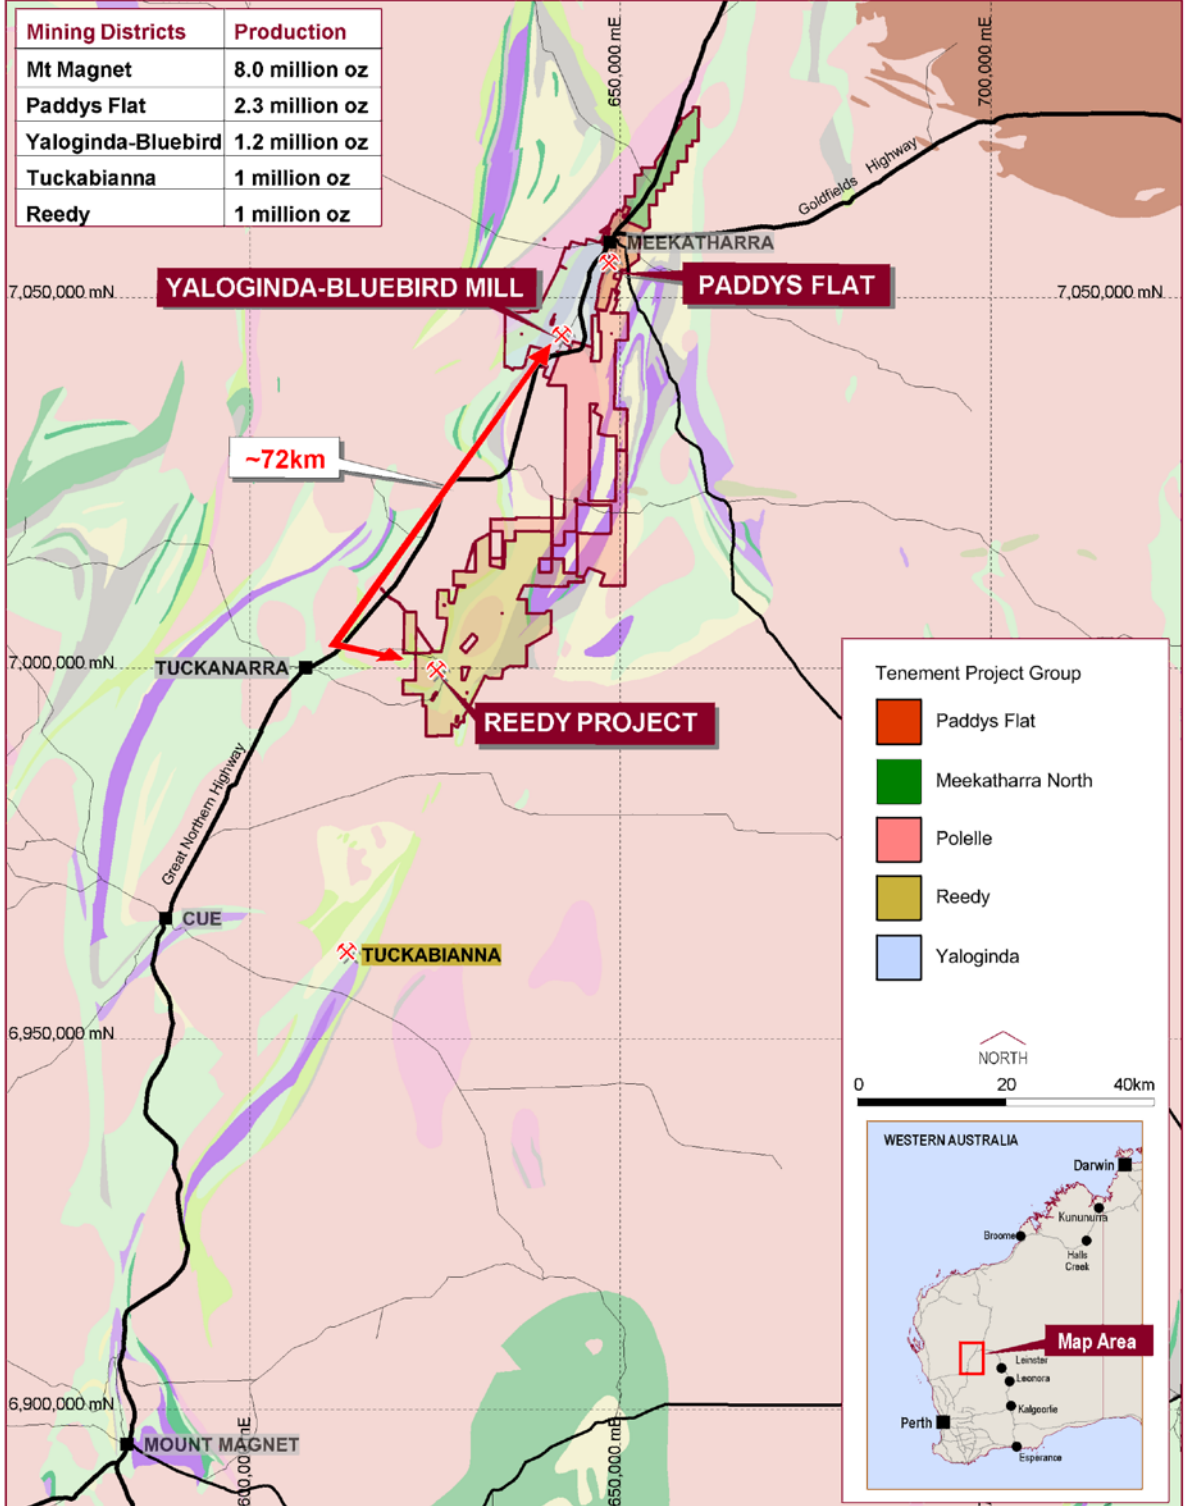 Mining Districts Production
Mt Magnet 8.0 million oz
Paddys Flat 2.3 million oz
Yaloginda-Bluebird 1.2 million oz
Tuckabianna 1 million oz
Reedy 1 million oz
650,000 mE
700,000 mE
Goldfields Highway
MEEKATHARRA
YALOGINDA-BLUEBIRD MILL
PADDYS FLAT
7,050,000 mN
7,050,000 mN
~72km
7,000,000 mN
TUCKANARRA
REEDY PROJECT
Great Northern Highway
CUE
TUCKABIANNA
6,950,000 mN
6,900,000 mN
MOUNT MAGNET
600,000 mE
650,000 mE
Tenement Project Group
Paddys Flat
Meekatharra North
Polelle
Reedy
Yaloginda
NORTH
0 20 40km
WESTERN AUSTRALIA
Darwin
Kununurra
Broome
Halls
Creek
Map Area
Leinster
Leonora
Kalgoorlie
Perth
Esperance